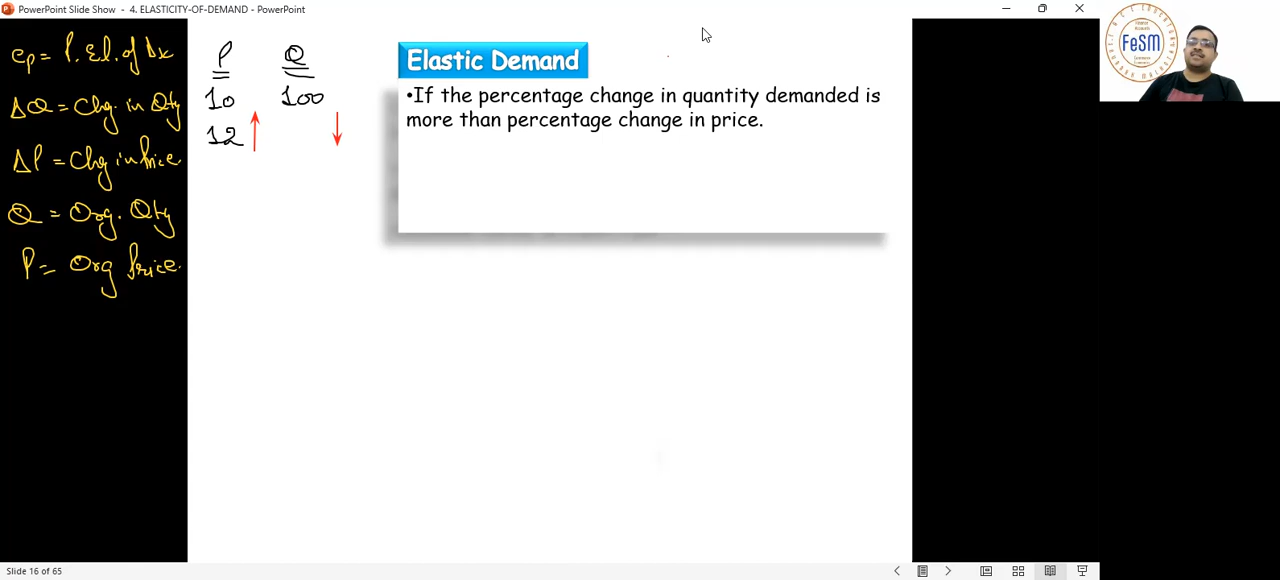 PowerPoint Slide Show - 4. ELASTICITY-OF-DEMAND - PowerPoint
ep = P. El. of Dx
ΔQ = Chg. in Qty
ΔP = Chg in Price
Q = Org. Qty
P = Org Price.
P Q
10 100
12
Elastic Demand
•If the percentage change in quantity demanded is
more than percentage change in price.
FeSM
Slide 16 of 65